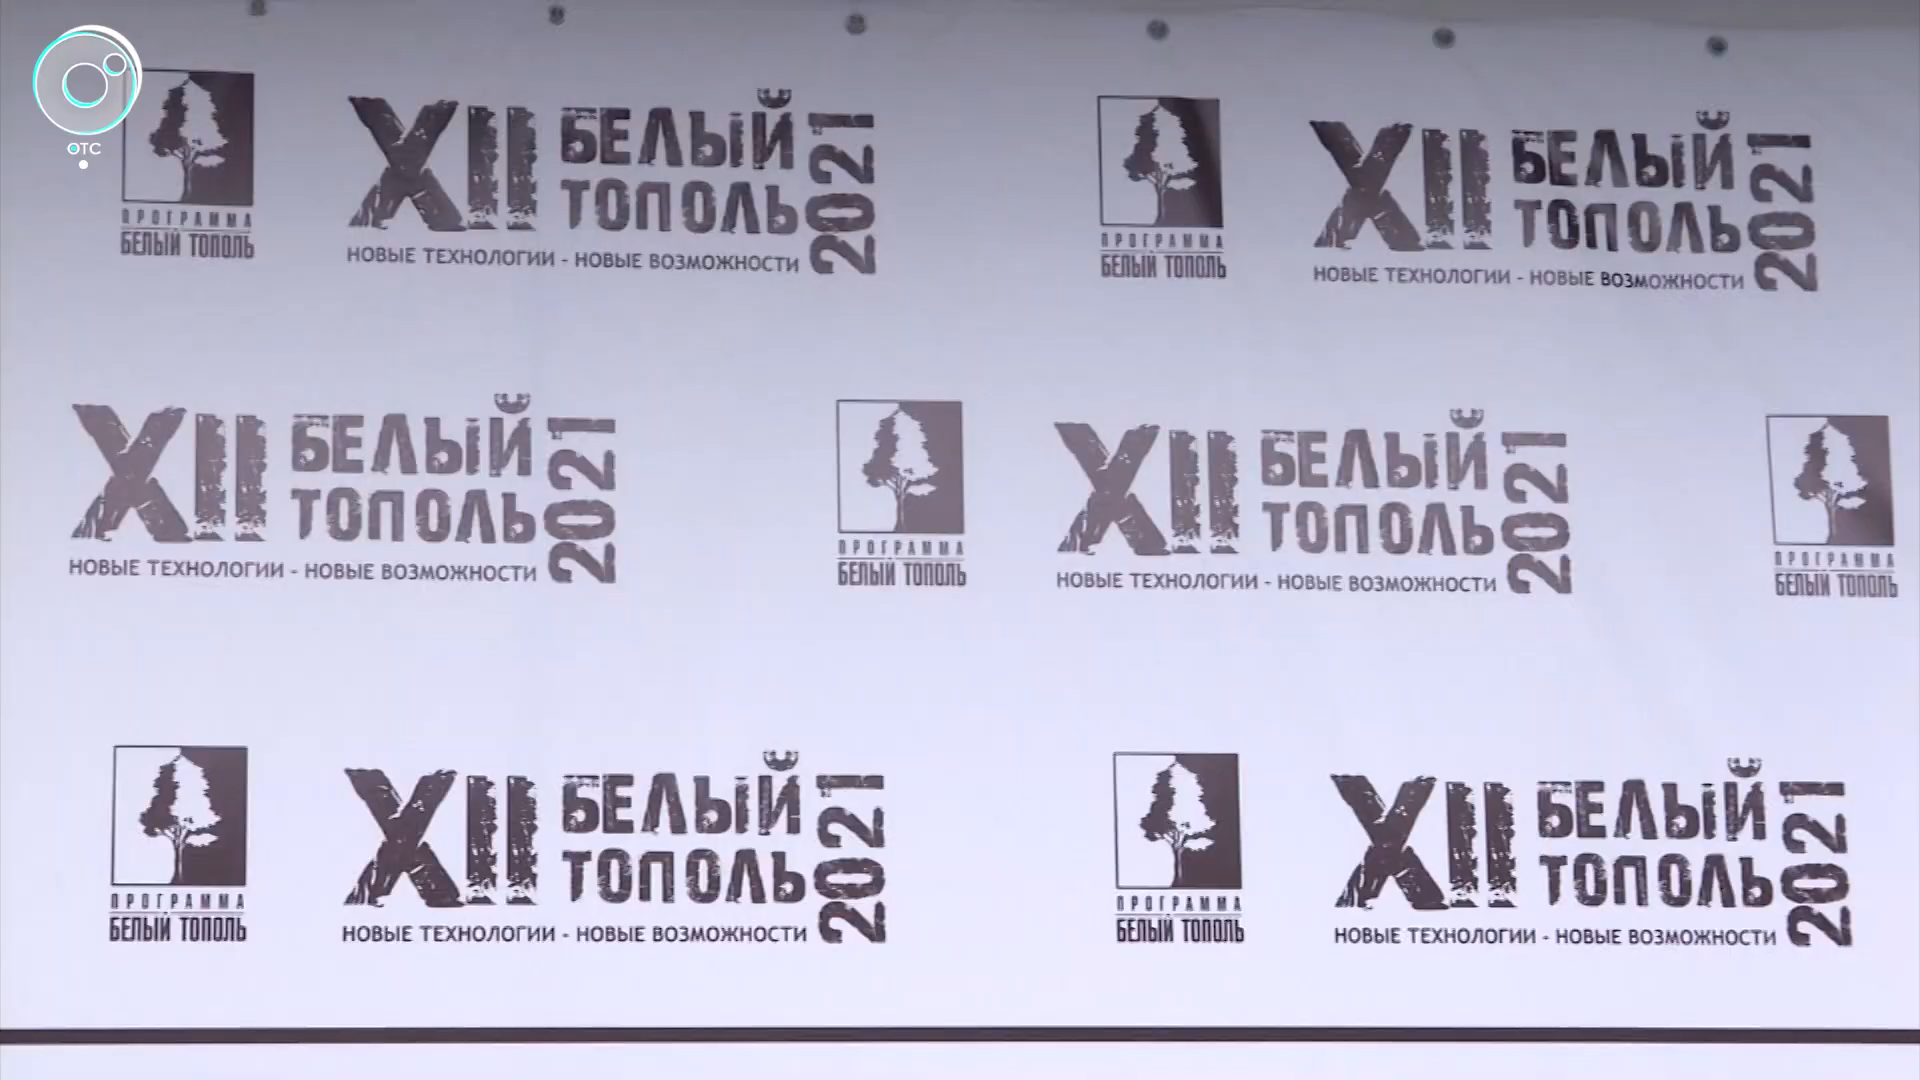 ОТС
ПРОГРАММА
БЕЛЫЙ ТОПОЛЬ
XII БЕЛЫЙ
ТОПОЛЬ
2021
НОВЫЕ ТЕХНОЛОГИИ - НОВЫЕ ВОЗМОЖНОСТИ
ПРОГРАММА
БЕЛЫЙ ТОПОЛЬ
XII БЕЛЫЙ
ТОПОЛЬ
2021
НОВЫЕ ТЕХНОЛОГИИ - НОВЫЕ ВОЗМОЖНОСТИ
XII БЕЛЫЙ
ТОПОЛЬ
2021
НОВЫЕ ТЕХНОЛОГИИ - НОВЫЕ ВОЗМОЖНОСТИ
ПРОГРАММА
БЕЛЫЙ ТОПОЛЬ
XII БЕЛЫЙ
ТОПОЛЬ
2021
НОВЫЕ ТЕХНОЛОГИИ - НОВЫЕ ВОЗМОЖНОСТИ
ПРОГРАММА
БЕЛЫЙ ТОПОЛЬ
ПРОГРАММА
БЕЛЫЙ ТОПОЛЬ
XII БЕЛЫЙ
ТОПОЛЬ
2021
НОВЫЕ ТЕХНОЛОГИИ - НОВЫЕ ВОЗМОЖНОСТИ
ПРОГРАММА
БЕЛЫЙ ТОПОЛЬ
XII БЕЛЫЙ
ТОПОЛЬ
2021
НОВЫЕ ТЕХНОЛОГИИ - НОВЫЕ ВОЗМОЖНОСТИ